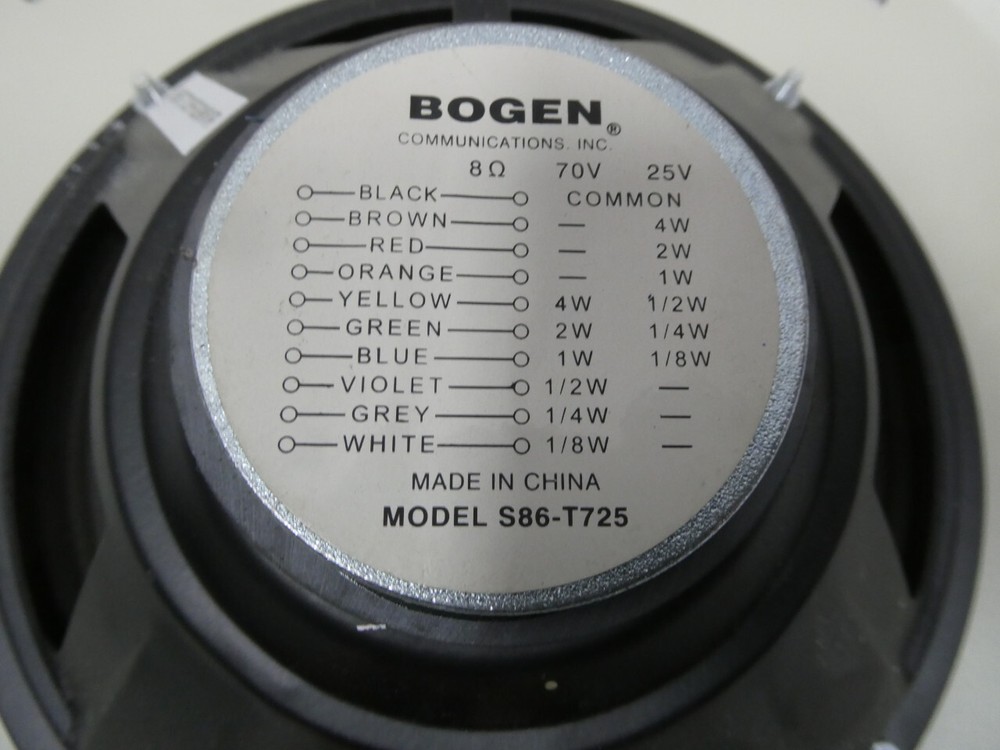 BOGEN®
COMMUNICATIONS, INC.
8Ω 70V 25V
BLACK COMMON
BROWN — 4W
RED — 2W
ORANGE — 1W
YELLOW 4W 1/2W
GREEN 2W 1/4W
BLUE 1W 1/8W
VIOLET 1/2W —
GREY 1/4W —
WHITE 1/8W —
MADE IN CHINA
MODEL S86-T725